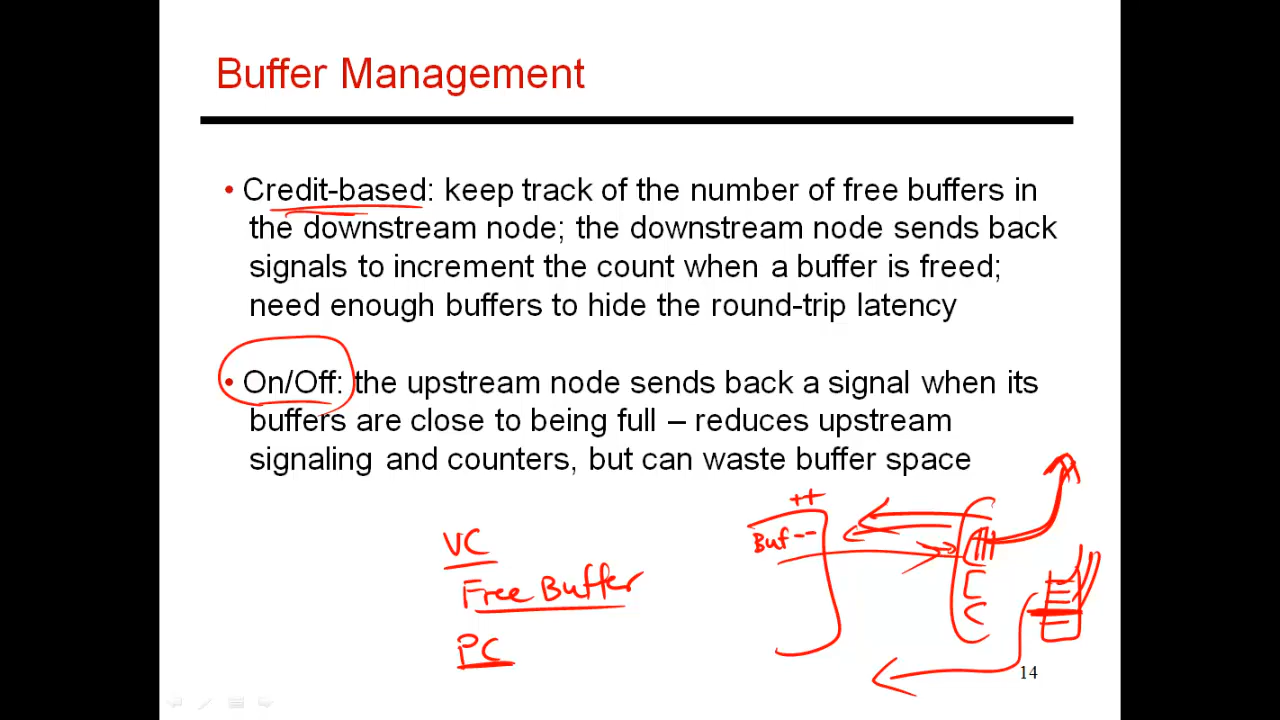 Buffer Management
• Credit-based: keep track of the number of free buffers in
the downstream node; the downstream node sends back
signals to increment the count when a buffer is freed;
need enough buffers to hide the round-trip latency
• On/Off: the upstream node sends back a signal when its
buffers are close to being full – reduces upstream
signaling and counters, but can waste buffer space
++
Buf--
VC
Free Buffer
PC
14